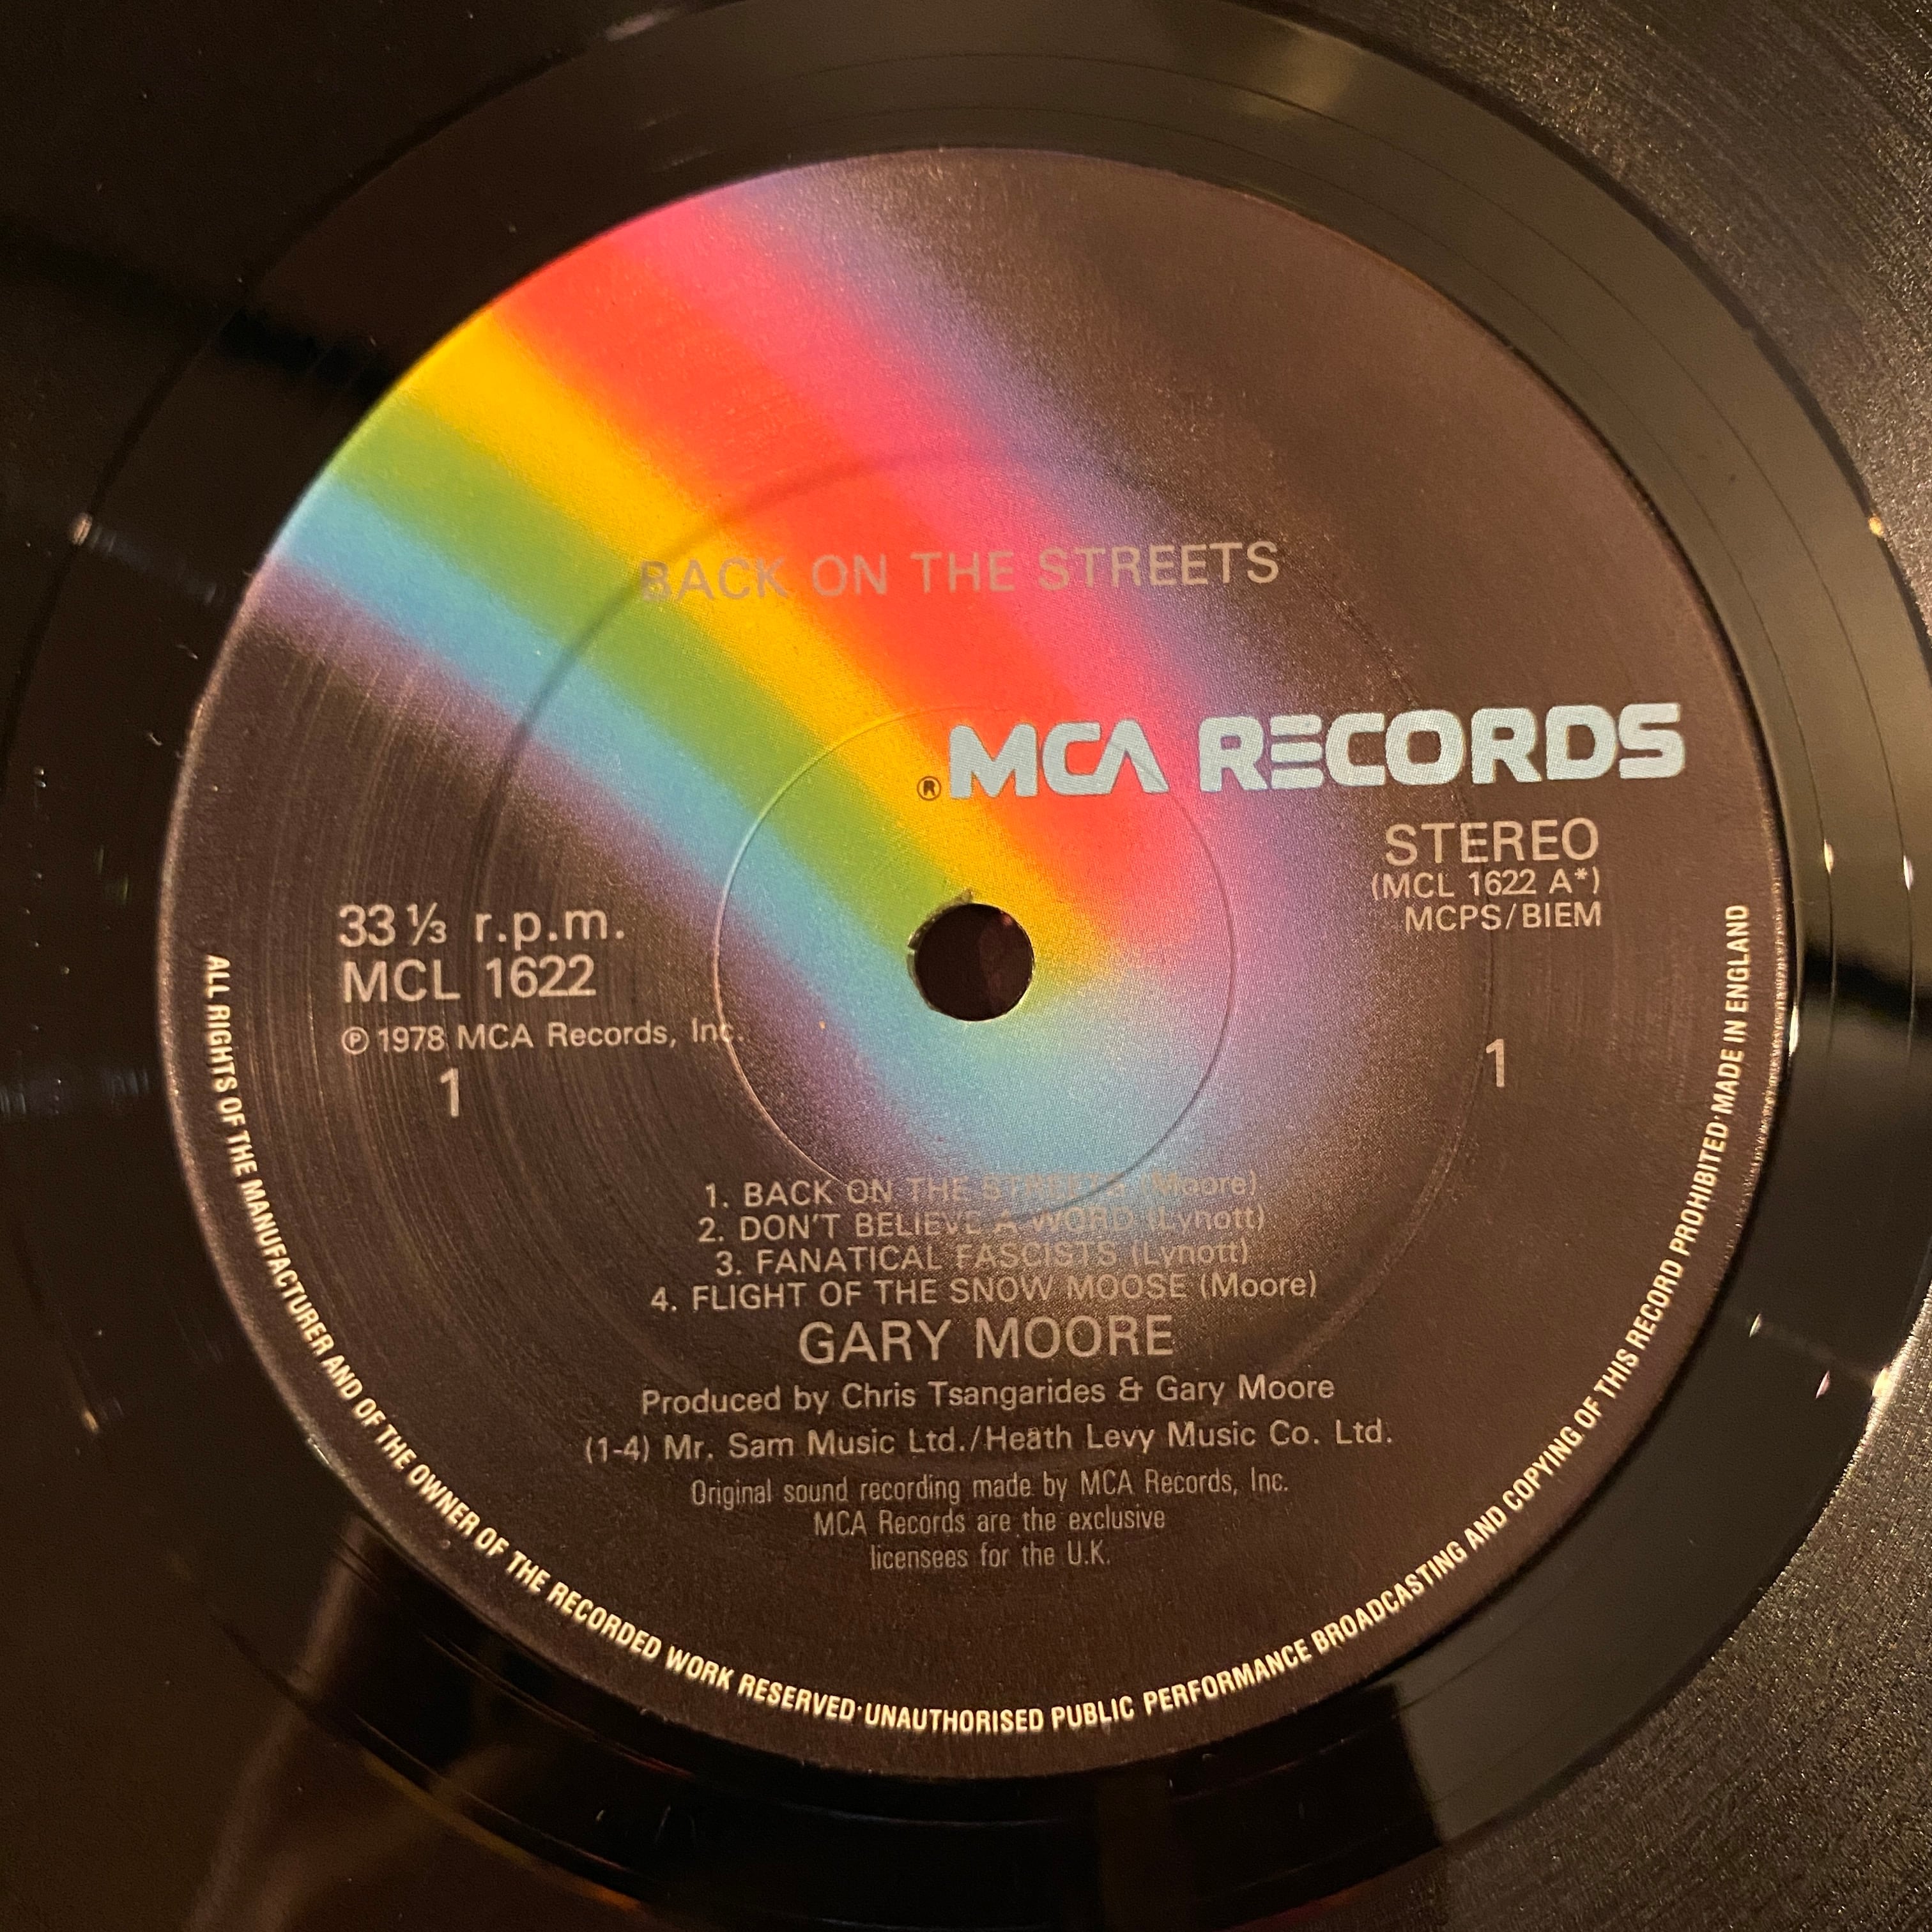 BACK ON THE STREETS
® MCA RECORDS
STEREO
(MCL 1622 A*)
MCPS/BIEM
33 ⅓ r.p.m.
MCL 1622
℗ 1978 MCA Records, Inc.
1
1
1. BACK ON THE STREETS (Moore)
2. DON'T BELIEVE A WORD (Lynott)
3. FANATICAL FASCISTS (Lynott)
4. FLIGHT OF THE SNOW MOOSE (Moore)
GARY MOORE
Produced by Chris Tsangarides & Gary Moore
(1-4) Mr. Sam Music Ltd./Heath Levy Music Co. Ltd.
Original sound recording made by MCA Records, Inc.
MCA Records are the exclusive
licensees for the U.K.
ALL RIGHTS OF THE MANUFACTURER AND OF THE OWNER OF THE RECORDED WORK RESERVED·UNAUTHORISED PUBLIC PERFORMANCE BROADCASTING AND COPYING OF THIS RECORD PROHIBITED·MADE IN ENGLAND